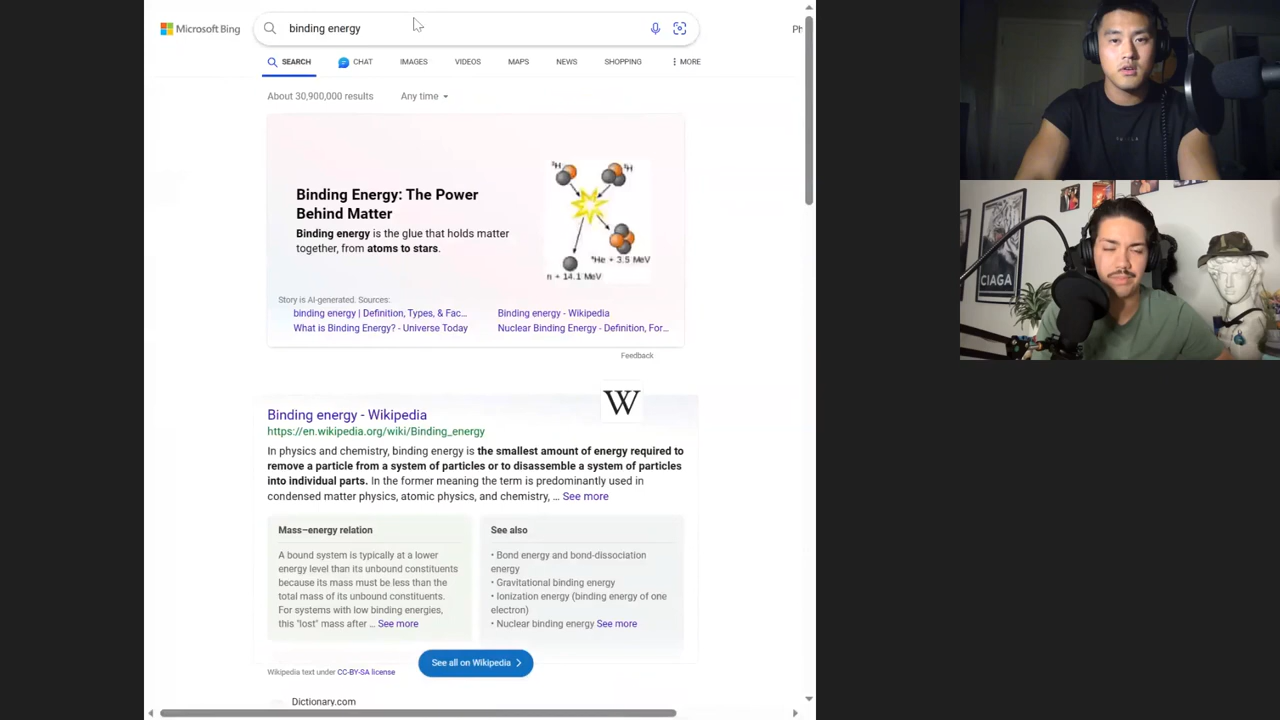 Microsoft Bing
binding energy
Ph
SEARCH
CHAT
IMAGES
VIDEOS
MAPS
NEWS
SHOPPING
MORE
About 30,900,000 results
Any time
Binding Energy: The Power
Behind Matter
Binding energy is the glue that holds matter
together, from atoms to stars.
²H
³H
⁴He + 3.5 MeV
n + 14.1 MeV
Story is AI-generated. Sources:
binding energy | Definition, Types, & Fac...
Binding energy - Wikipedia
What is Binding Energy? - Universe Today
Nuclear Binding Energy - Definition, For...
Feedback
W
Binding energy - Wikipedia
https://en.wikipedia.org/wiki/Binding_energy
In physics and chemistry, binding energy is the smallest amount of energy required to
remove a particle from a system of particles or to disassemble a system of particles
into individual parts. In the former meaning the term is predominantly used in
condensed matter physics, atomic physics, and chemistry, ... See more
Mass–energy relation
A bound system is typically at a lower
energy level than its unbound constituents
because its mass must be less than the
total mass of its unbound constituents.
For systems with low binding energies,
this "lost" mass after ... See more
See also
• Bond energy and bond-dissociation
energy
• Gravitational binding energy
• Ionization energy (binding energy of one
electron)
• Nuclear binding energy See more
See all on Wikipedia
Wikipedia text under CC-BY-SA license
Dictionary.com
CIAGA